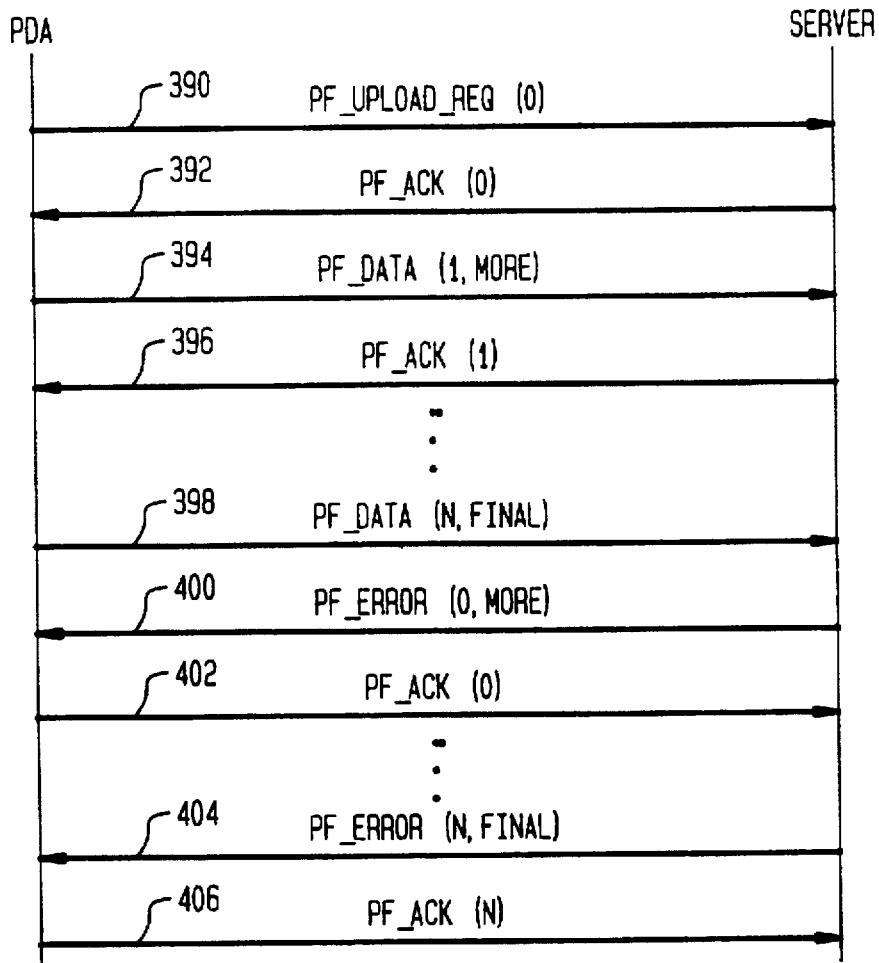 PDA
SERVER
390
PF_UPLOAD_REQ (0)
392
PF_ACK (0)
394
PF_DATA (1, MORE)
396
PF_ACK (1)
398
PF_DATA (N, FINAL)
400
PF_ERROR (0, MORE)
402
PF_ACK (0)
404
PF_ERROR (N, FINAL)
406
PF_ACK (N)